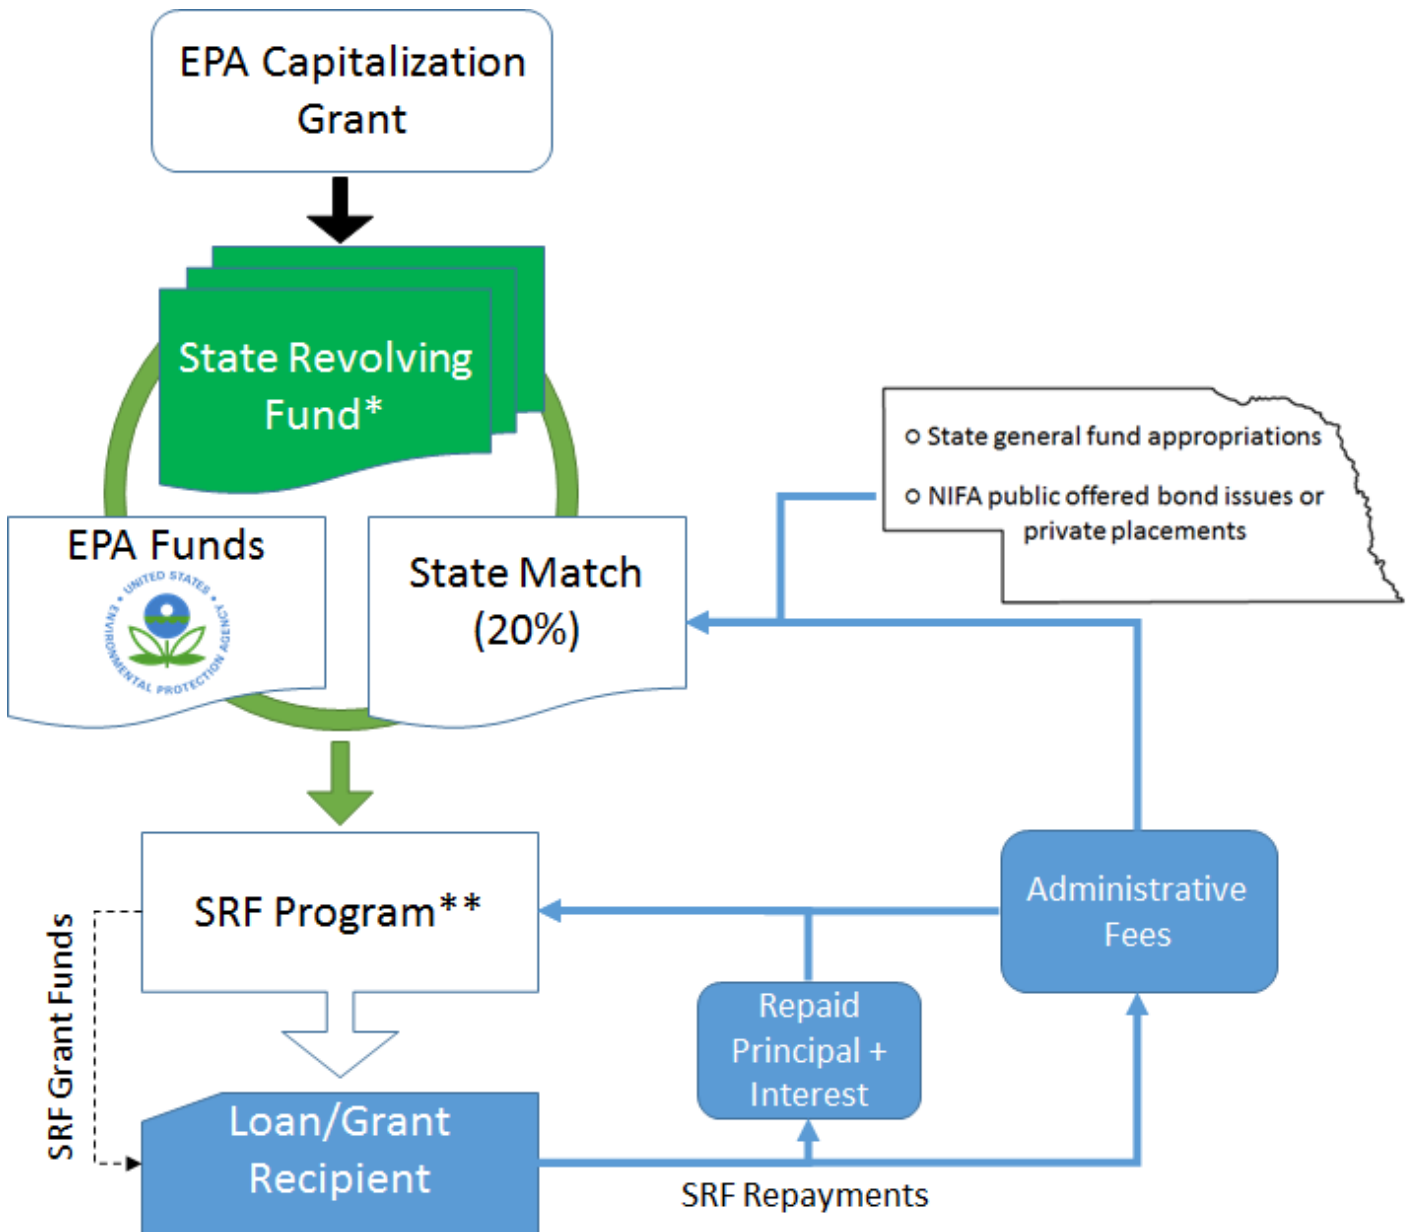 EPA Capitalization
Grant
State Revolving
Fund*
EPA Funds
UNITED STATES
ENVIRONMENTAL PROTECTION AGENCY
State Match
(20%)
○ State general fund appropriations
○ NIFA public offered bond issues or
private placements
SRF Program**
Administrative
Fees
Repaid
Principal +
Interest
SRF Grant Funds
Loan/Grant
Recipient
SRF Repayments